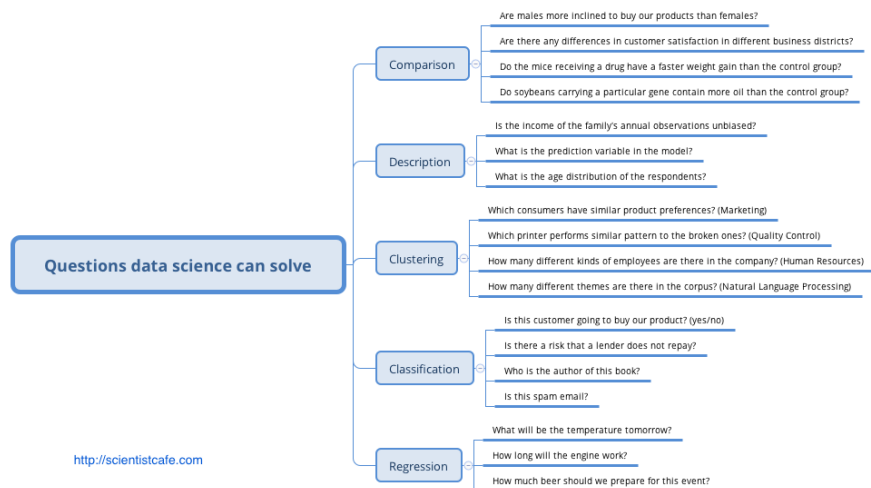 Are males more inclined to buy our products than females?
Are there any differences in customer satisfaction in different business districts?
Comparison
Do the mice receiving a drug have a faster weight gain than the control group?
Do soybeans carrying a particular gene contain more oil than the control group?
Is the income of the family's annual observations unbiased?
Description
What is the prediction variable in the model?
What is the age distribution of the respondents?
Which consumers have similar product preferences? (Marketing)
Which printer performs similar pattern to the broken ones? (Quality Control)
Clustering
How many different kinds of employees are there in the company? (Human Resources)
How many different themes are there in the corpus? (Natural Language Processing)
Questions data science can solve
Is this customer going to buy our product? (yes/no)
Is there a risk that a lender does not repay?
Classification
Who is the author of this book?
Is this spam email?
What will be the temperature tomorrow?
Regression
How long will the engine work?
How much beer should we prepare for this event?
http://scientistcafe.com